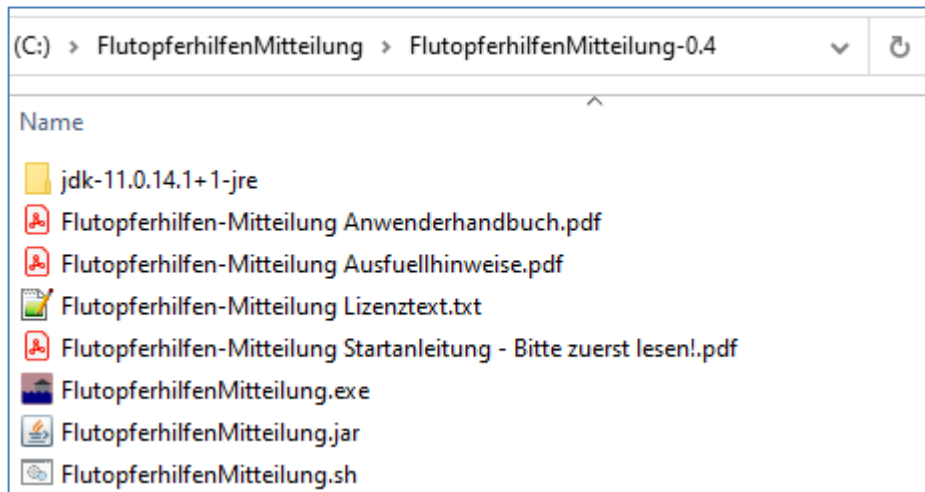 (C:) > FlutopferhilfenMitteilung > FlutopferhilfenMitteilung-0.4
Name
jdk-11.0.14.1+1-jre
Flutopferhilfen-Mitteilung Anwenderhandbuch.pdf
Flutopferhilfen-Mitteilung Ausfuellhinweise.pdf
Flutopferhilfen-Mitteilung Lizenztext.txt
Flutopferhilfen-Mitteilung Startanleitung - Bitte zuerst lesen!.pdf
FlutopferhilfenMitteilung.exe
FlutopferhilfenMitteilung.jar
FlutopferhilfenMitteilung.sh